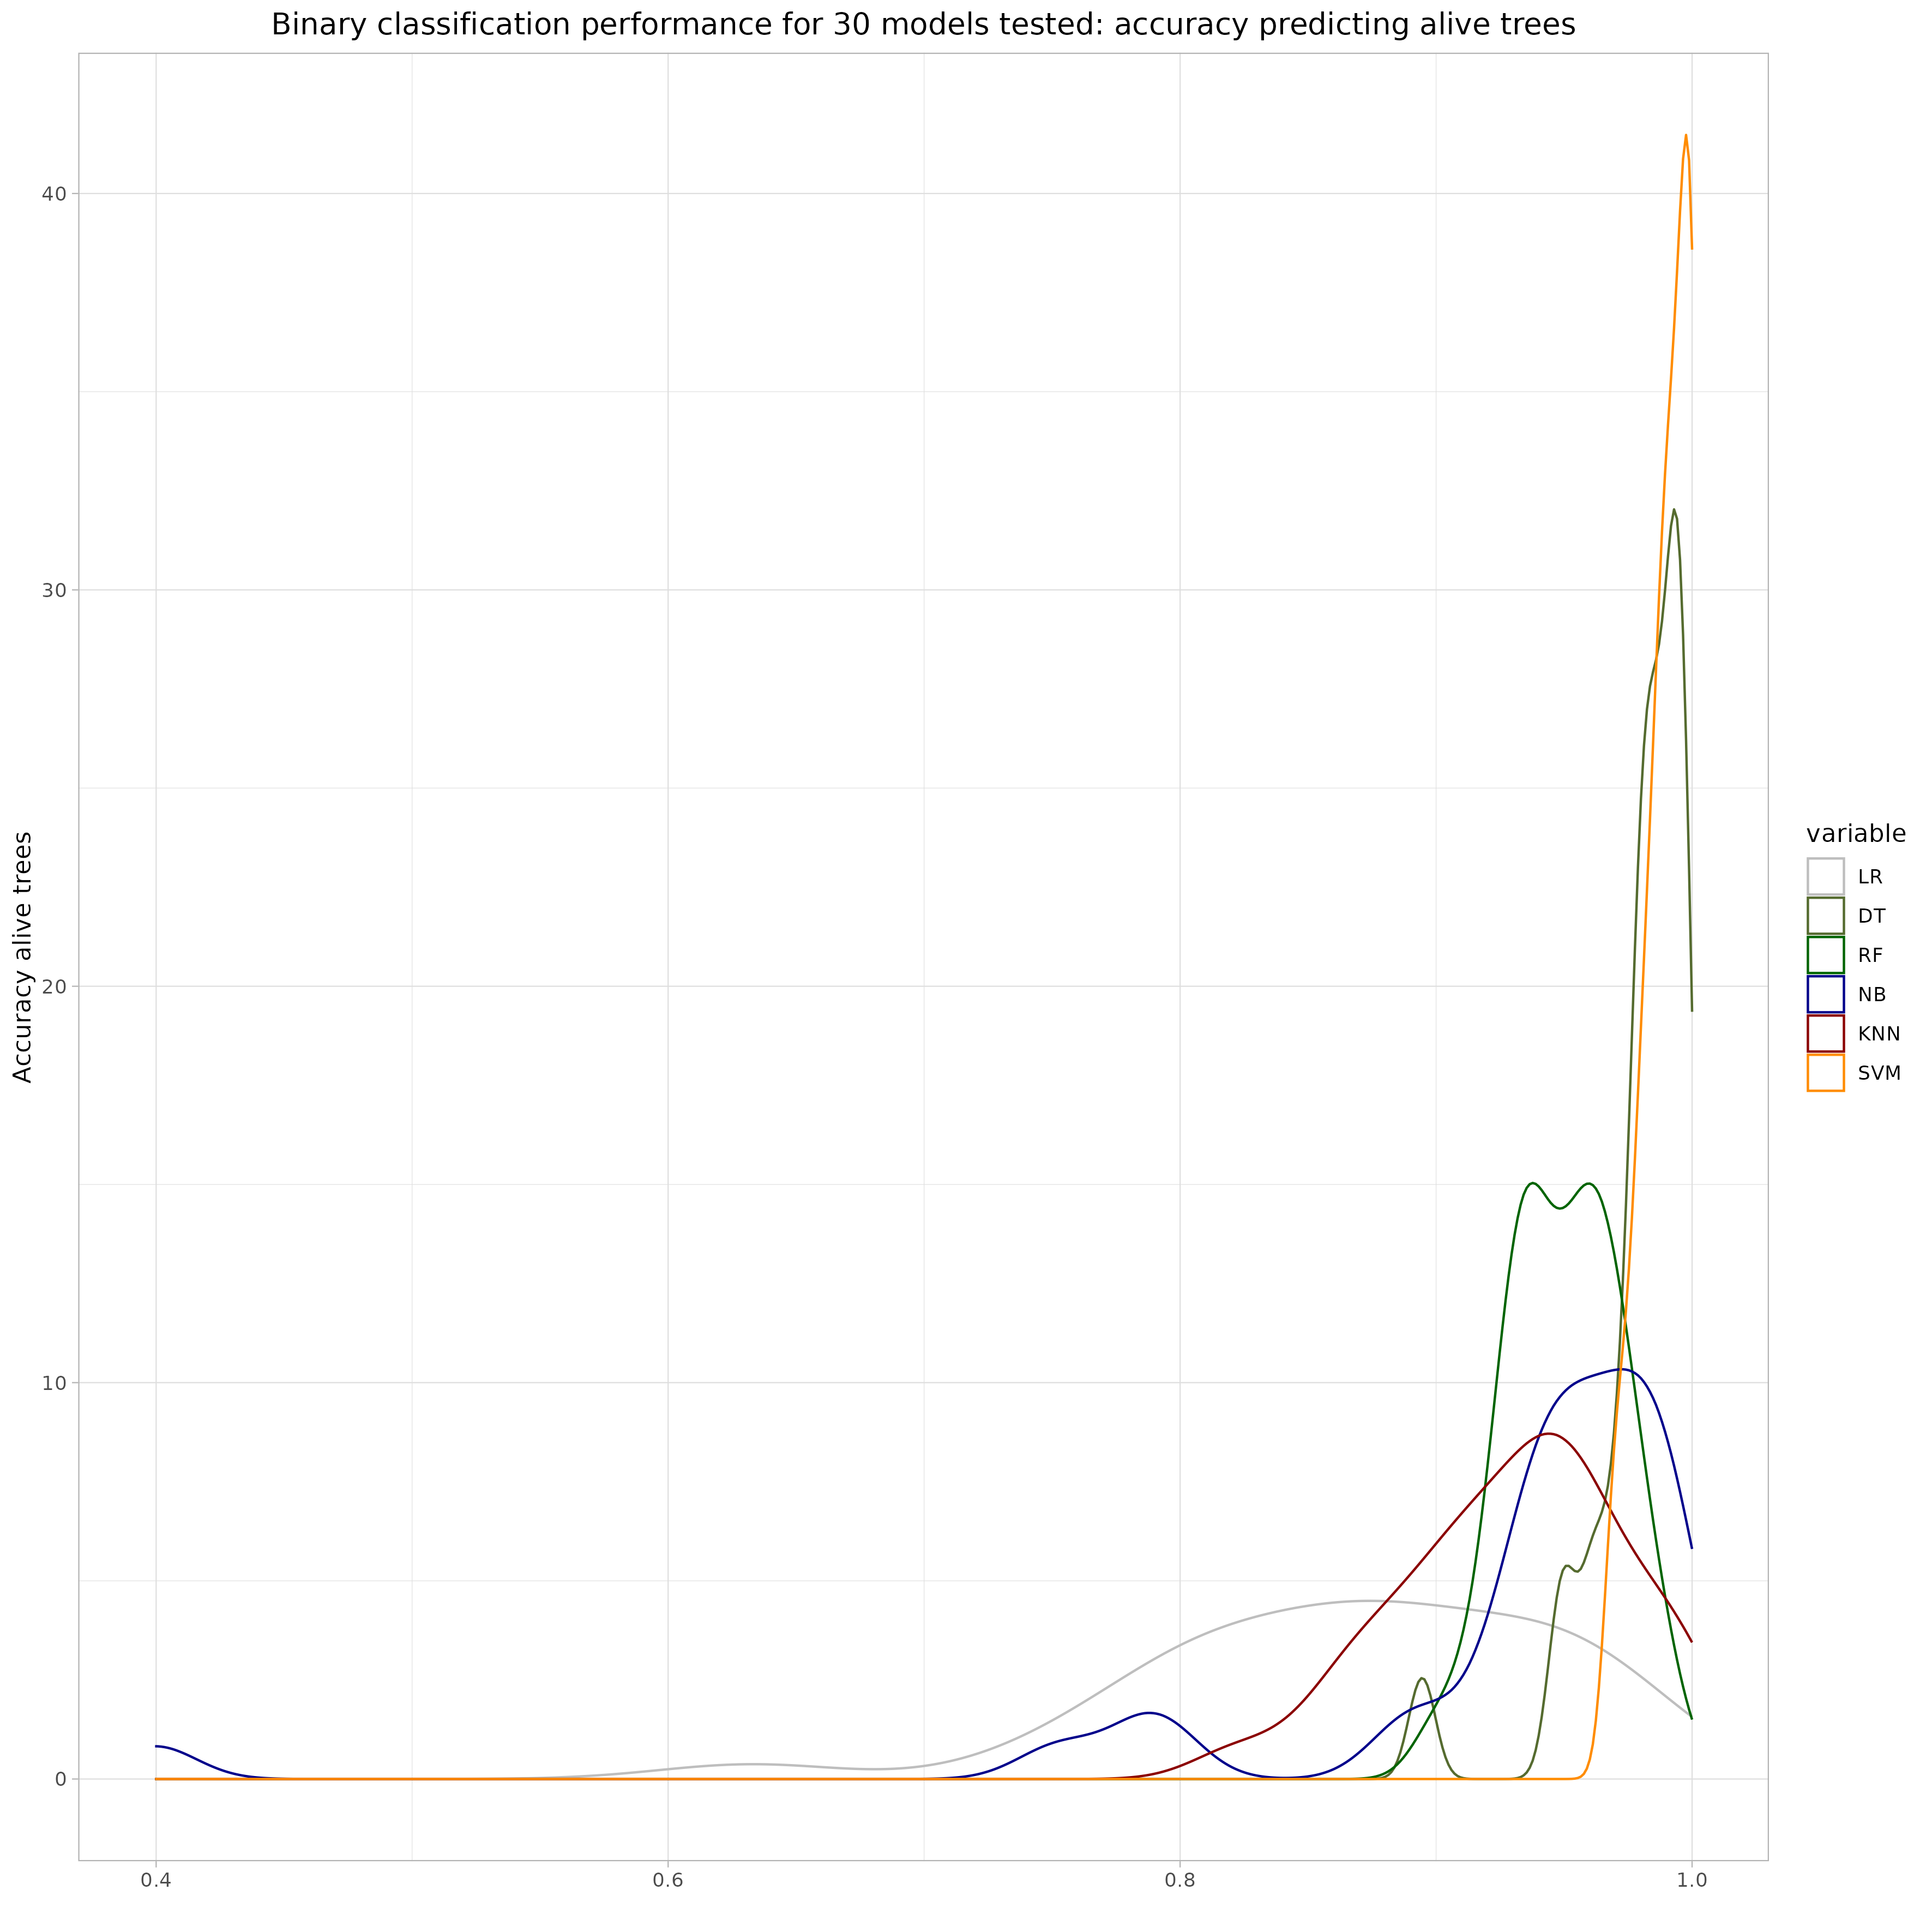 Binary classification performance for 30 models tested: accuracy predicting alive trees
40
30
20
10
0
Accuracy alive trees
0.4
0.6
0.8
1.0
variable
LR
DT
RF
NB
KNN
SVM